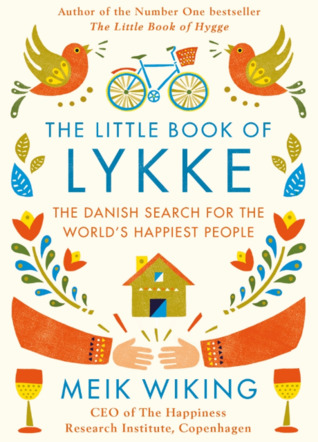 Author of the Number One bestseller
The Little Book of Hygge
THE LITTLE BOOK OF
LYKKE
THE DANISH SEARCH FOR THE
WORLD'S HAPPIEST PEOPLE
MEIK WIKING
CEO of The Happiness
Research Institute, Copenhagen